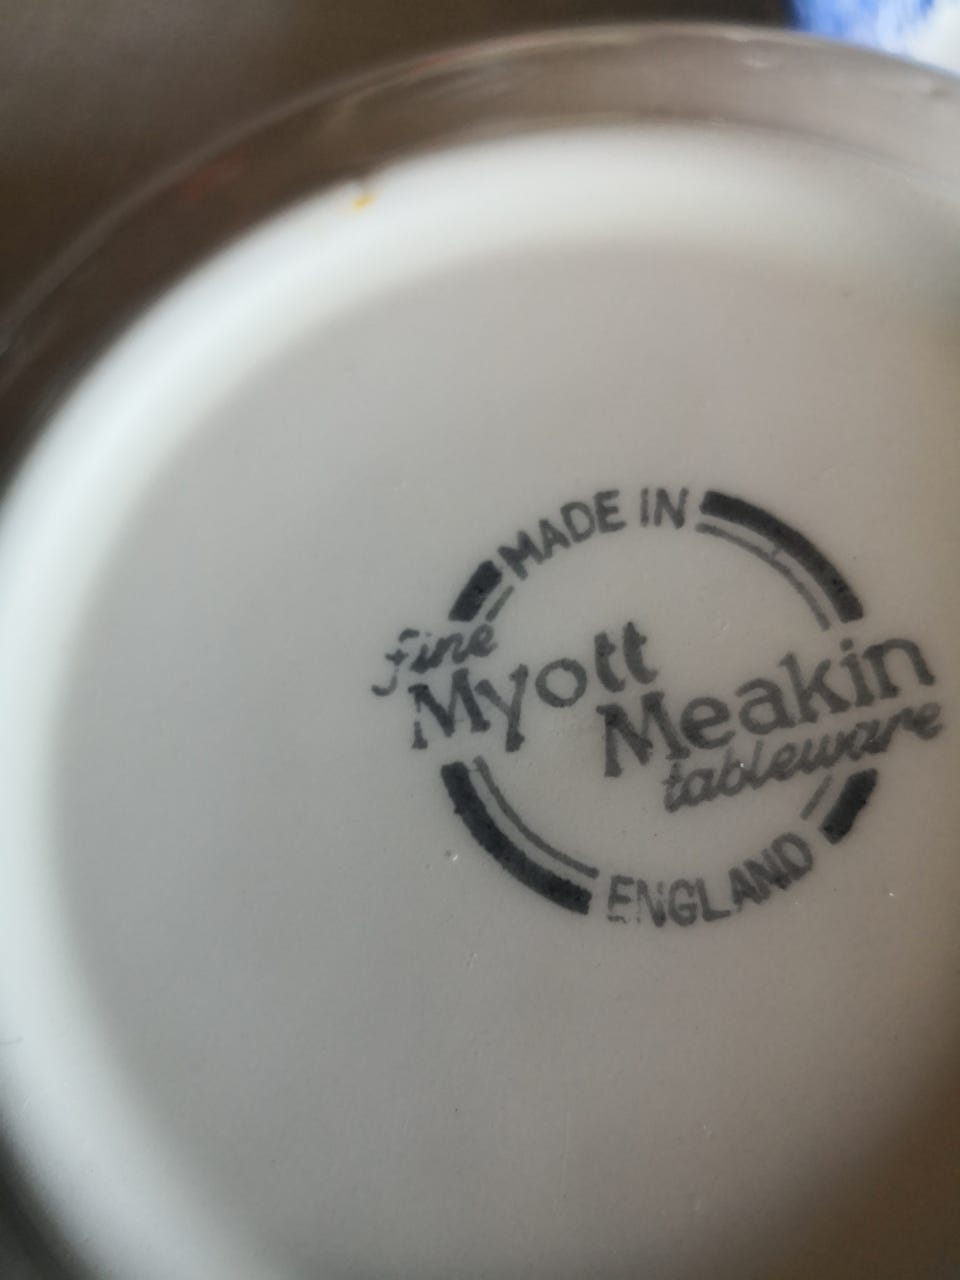 MADE IN
fine
Myott
Meakin
tableware
ENGLAND